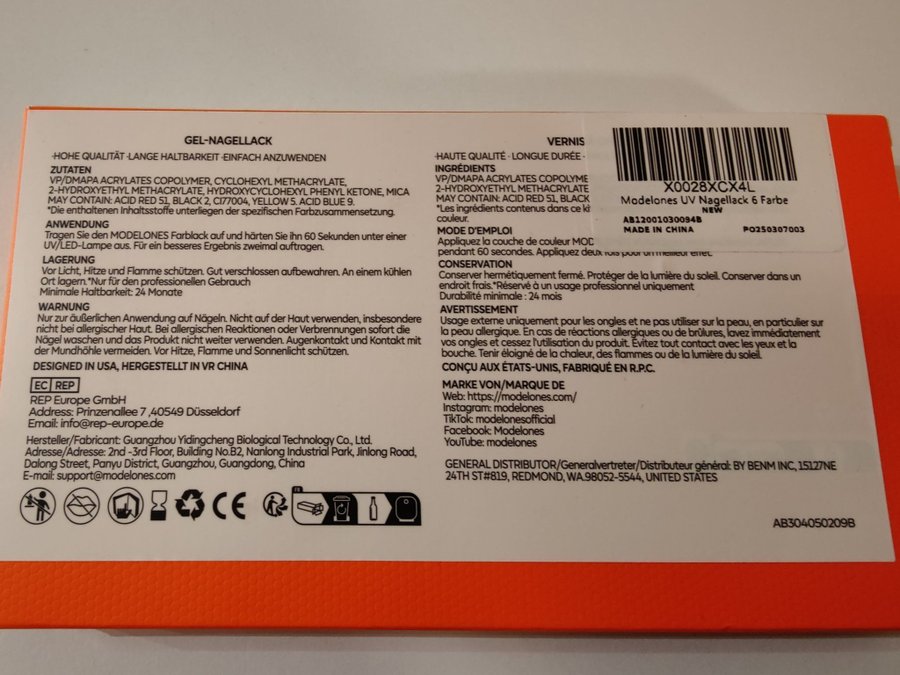 GEL-NAGELLACK
·HOHE QUALITÄT ·LANGE HALTBARKEIT ·EINFACH ANZUWENDEN
ZUTATEN
VP/DMAPA ACRYLATES COPOLYMER, CYCLOHEXYL METHACRYLATE,
2-HYDROXYETHYL METHACRYLATE, HYDROXYCYCLOHEXYL PHENYL KETONE, MICA
MAY CONTAIN: ACID RED 51, BLACK 2, CI77004, YELLOW 5. ACID BLUE 9.
*Die enthaltenen Inhaltsstoffe unterliegen der spezifischen Farbzusammensetzung.
ANWENDUNG
Tragen Sie den MODELONES Farblack auf und härten Sie ihn 60 Sekunden unter einer
UV/LED-Lampe aus. Für ein besseres Ergebnis zweimal auftragen.
LAGERUNG
Vor Licht, Hitze und Flamme schützen. Gut verschlossen aufbewahren. An einem kühlen
Ort lagern.*Nur für den professionellen Gebrauch
Minimale Haltbarkeit: 24 Monate
WARNUNG
Nur zur äußerlichen Anwendung auf Nägeln. Nicht auf der Haut verwenden, insbesondere
nicht bei allergischer Haut. Bei allergischen Reaktionen oder Verbrennungen sofort die
Nägel waschen und das Produkt nicht weiter verwenden. Augenkontakt und Kontakt mit
der Mundhöhle vermeiden. Vor Hitze, Flamme und Sonnenlicht schützen.
DESIGNED IN USA, HERGESTELLT IN VR CHINA
EC REP
REP Europe GmbH
Address: Prinzenallee 7 ,40549 Düsseldorf
Email: info@rep-europe.de
Hersteller/Fabricant: Guangzhou Yidingcheng Biological Technology Co., Ltd.
Adresse/Adresse: 2nd -3rd Floor, Building No.B2, Nanlong Industrial Park, Jinlong Road,
Dalong Street, Panyu District, Guangzhou, Guangdong, China
E-mail: support@modelones.com
CE
FR
VERNIS
·HAUTE QUALITÉ ·LONGUE DURÉE ·
INGRÉDIENTS
VP/DMAPA ACRYLATES COPOLYME
2-HYDROXYETHYL METHACRYLATE
MAY CONTAIN: ACID RED 51, BLACK
*Les ingrédients contenus dans ce ki
couleur.
MODE D'EMPLOI
Appliquez la couche de couleur MOD
pendant 60 secondes. Appliquez deux fois pour un meilleur effet.
CONSERVATION
Conserver hermétiquement fermé. Protéger de la lumière du soleil. Conserver dans un
endroit frais.*Réservé à un usage professionnel uniquement
Durabilité minimale : 24 mois
AVERTISSEMENT
Usage externe uniquement pour les ongles et ne pas utiliser sur la peau, en particulier sur
la peau allergique. En cas de réactions allergiques ou de brûlures, lavez immédiatement
vos ongles et cessez l'utilisation du produit. Évitez tout contact avec les yeux et la
bouche. Tenir éloigné de la chaleur, des flammes ou de la lumière du soleil.
CONÇU AUX ÉTATS-UNIS, FABRIQUÉ EN R.P.C.
MARKE VON/MARQUE DE
Web: https://modelones.com/
Instagram: modelones
TikTok: modelonesofficial
Facebook: Modelones
YouTube: modelones
GENERAL DISTRIBUTOR/Generalvertreter/Distributeur général: BY BENM INC, 15127NE
24TH ST#819, REDMOND, WA.98052-5544, UNITED STATES
AB304050209B
X0028XCX4L
Modelones UV Nagellack 6 Farbe
NEW
AB12001030094B
MADE IN CHINA PO250307003